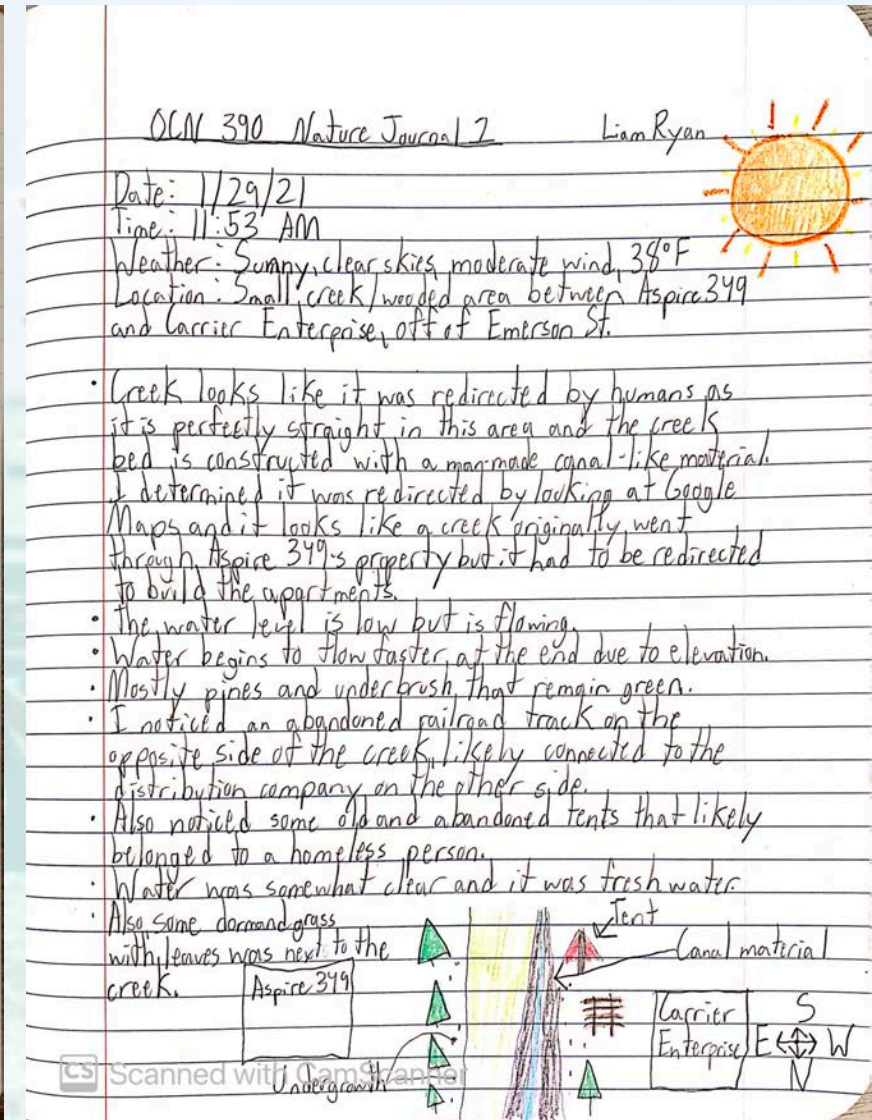 OCN 390 Nature Journal 2 Liam Ryan
Date: 1/29/21
Time: 11:53 AM
Weather: Sunny, clear skies, moderate wind, 38°F
Location: Small creek/wooded area between Aspire 349
and Carrier Enterprise, off of Emerson St.
• Creek looks like it was redirected by humans as
it is perfectly straight in this area and the creek
bed is constructed with a man-made canal-like material.
I determined it was redirected by looking at Google
Maps and it looks like a creek originally went
through Aspire 349's property but it had to be redirected
to build the apartments.
• The water level is low but is flowing.
• Water begins to flow faster at the end due to elevation.
• Mostly pines and underbrush that remain green.
• I noticed an abandoned railroad track on the
opposite side of the creek, likely connected to the
distribution company on the other side.
• Also noticed some old and abandoned tents that likely
belonged to a homeless person.
• Water was somewhat clear and it was fresh water.
• Also some dormand grass
with leaves was next to the
creek.
Tent
Canal material
Aspire 349
Carrier
Enterprise
S
E W
N
Undergrowth
CS Scanned with CamScanner